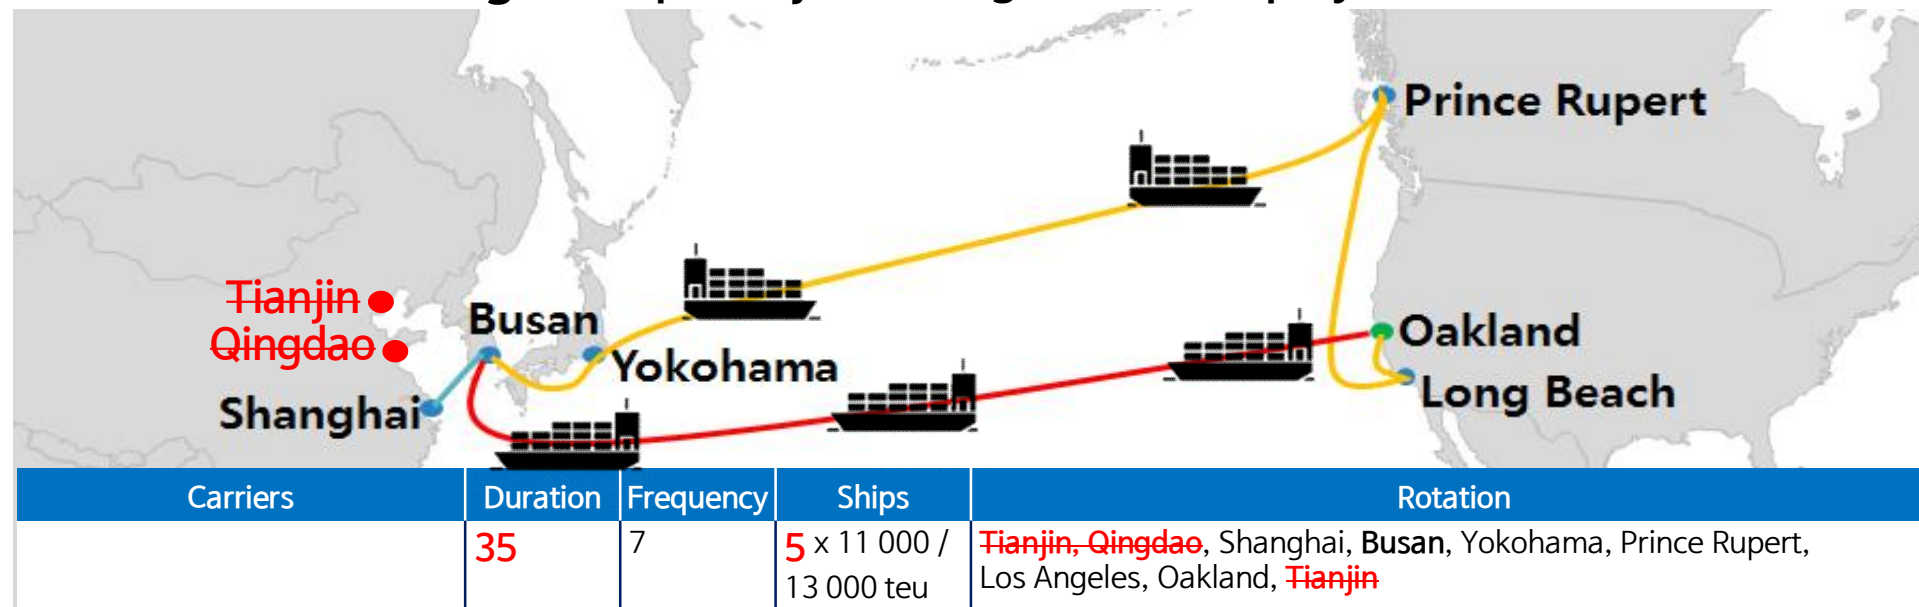 Prince Rupert
Tianjin
Busan
Qingdao
Oakland
Yokohama
Long Beach
Shanghai
Carriers Duration Frequency Ships Rotation
35 7 5 x 11 000 / 13 000 teu Tianjin, Qingdao, Shanghai, Busan, Yokohama, Prince Rupert,
Los Angeles, Oakland, Tianjin